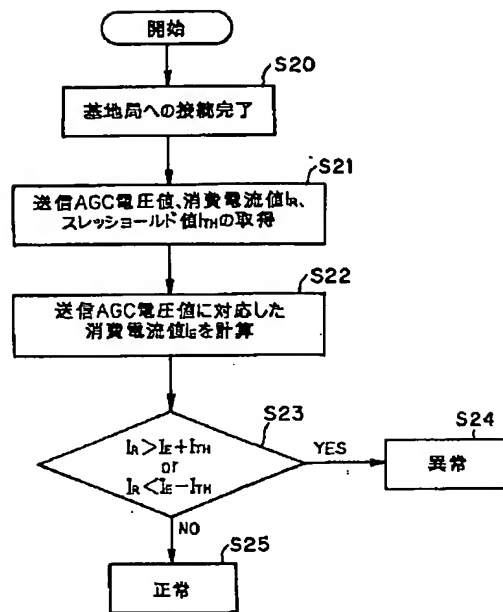 開始
S20
基地局への接続完了
S21
送信AGC電圧値、消費電流値IR、
スレッショールド値ITHの取得
S22
送信AGC電圧値に対応した
消費電流値IEを計算
S23
IR>IE+ITH
or
IR<IE−ITH
YES
S24
異常
NO
S25
正常